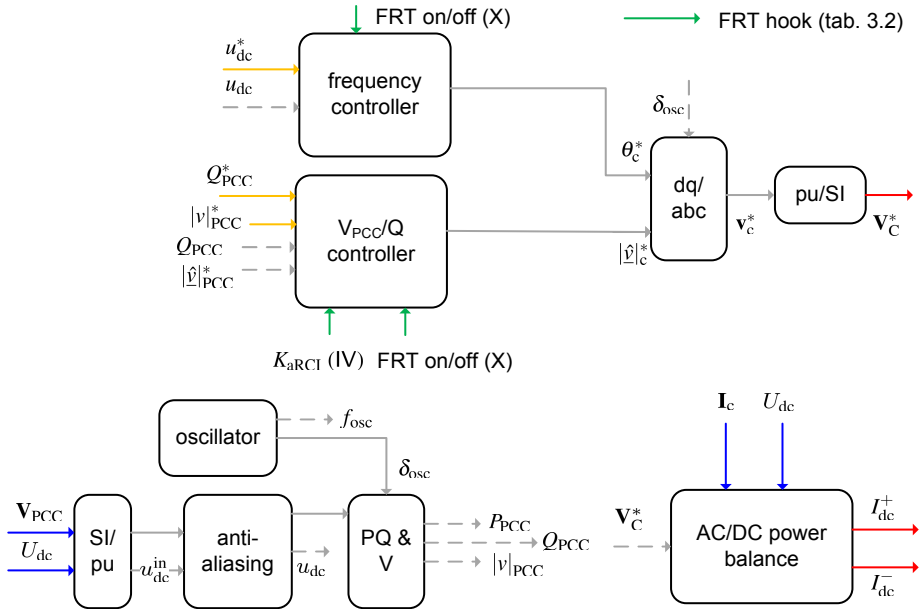 FRT on/off (X)
FRT hook (tab. 3.2)
u*dc
udc
frequency
controller
δosc
θ*c
Q*PCC
|v|*PCC
QPCC
|v̲̂|*PCC
VPCC/Q
controller
dq/
abc
v*c
pu/SI
V*C
|v̲̂|*c
KaRCI (IV)
FRT on/off (X)
oscillator
fosc
δosc
Ic
Udc
VPCC
Udc
SI/
pu
uindc
anti-
aliasing
udc
PQ &
V
PPCC
QPCC
|v|PCC
V*C
AC/DC power
balance
I+dc
I−dc